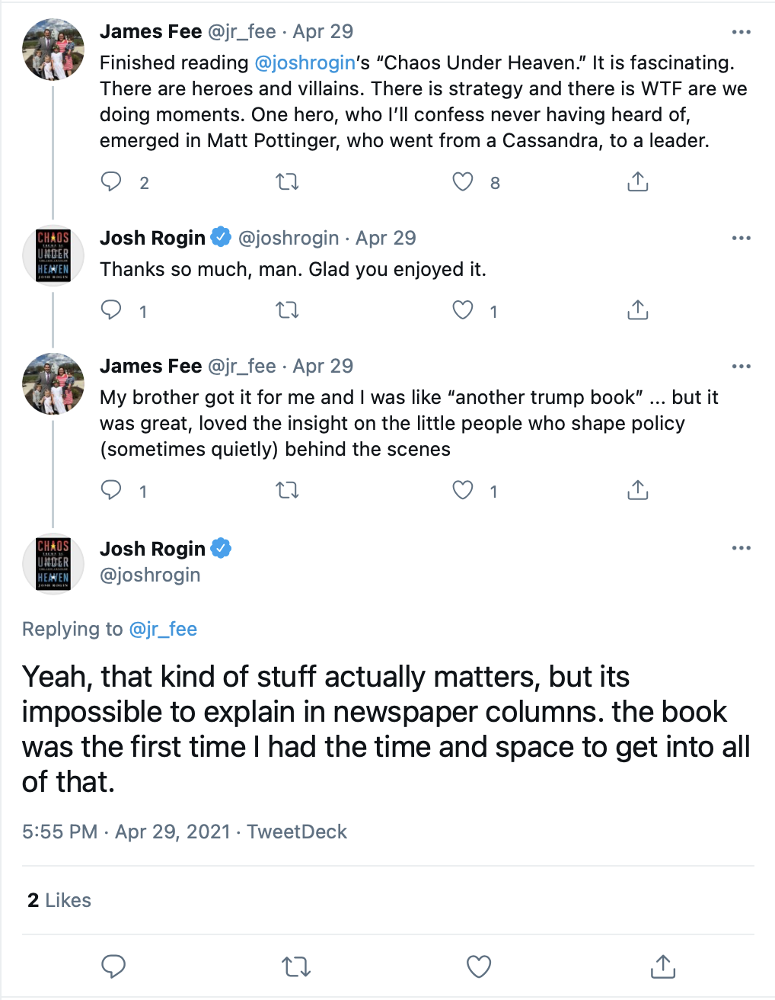 James Fee @jr_fee · Apr 29
Finished reading @joshrogin's “Chaos Under Heaven.” It is fascinating.
There are heroes and villains. There is strategy and there is WTF are we
doing moments. One hero, who I’ll confess never having heard of,
emerged in Matt Pottinger, who went from a Cassandra, to a leader.
2 8
CHAOS
UNDER
HEAVEN
JOSH ROGIN
Josh Rogin @joshrogin · Apr 29
Thanks so much, man. Glad you enjoyed it.
1 1
James Fee @jr_fee · Apr 29
My brother got it for me and I was like “another trump book” ... but it
was great, loved the insight on the little people who shape policy
(sometimes quietly) behind the scenes
1 1
CHAOS
UNDER
HEAVEN
JOSH ROGIN
Josh Rogin
@joshrogin
Replying to @jr_fee
Yeah, that kind of stuff actually matters, but its
impossible to explain in newspaper columns. the book
was the first time I had the time and space to get into all
of that.
5:55 PM · Apr 29, 2021 · TweetDeck
2 Likes